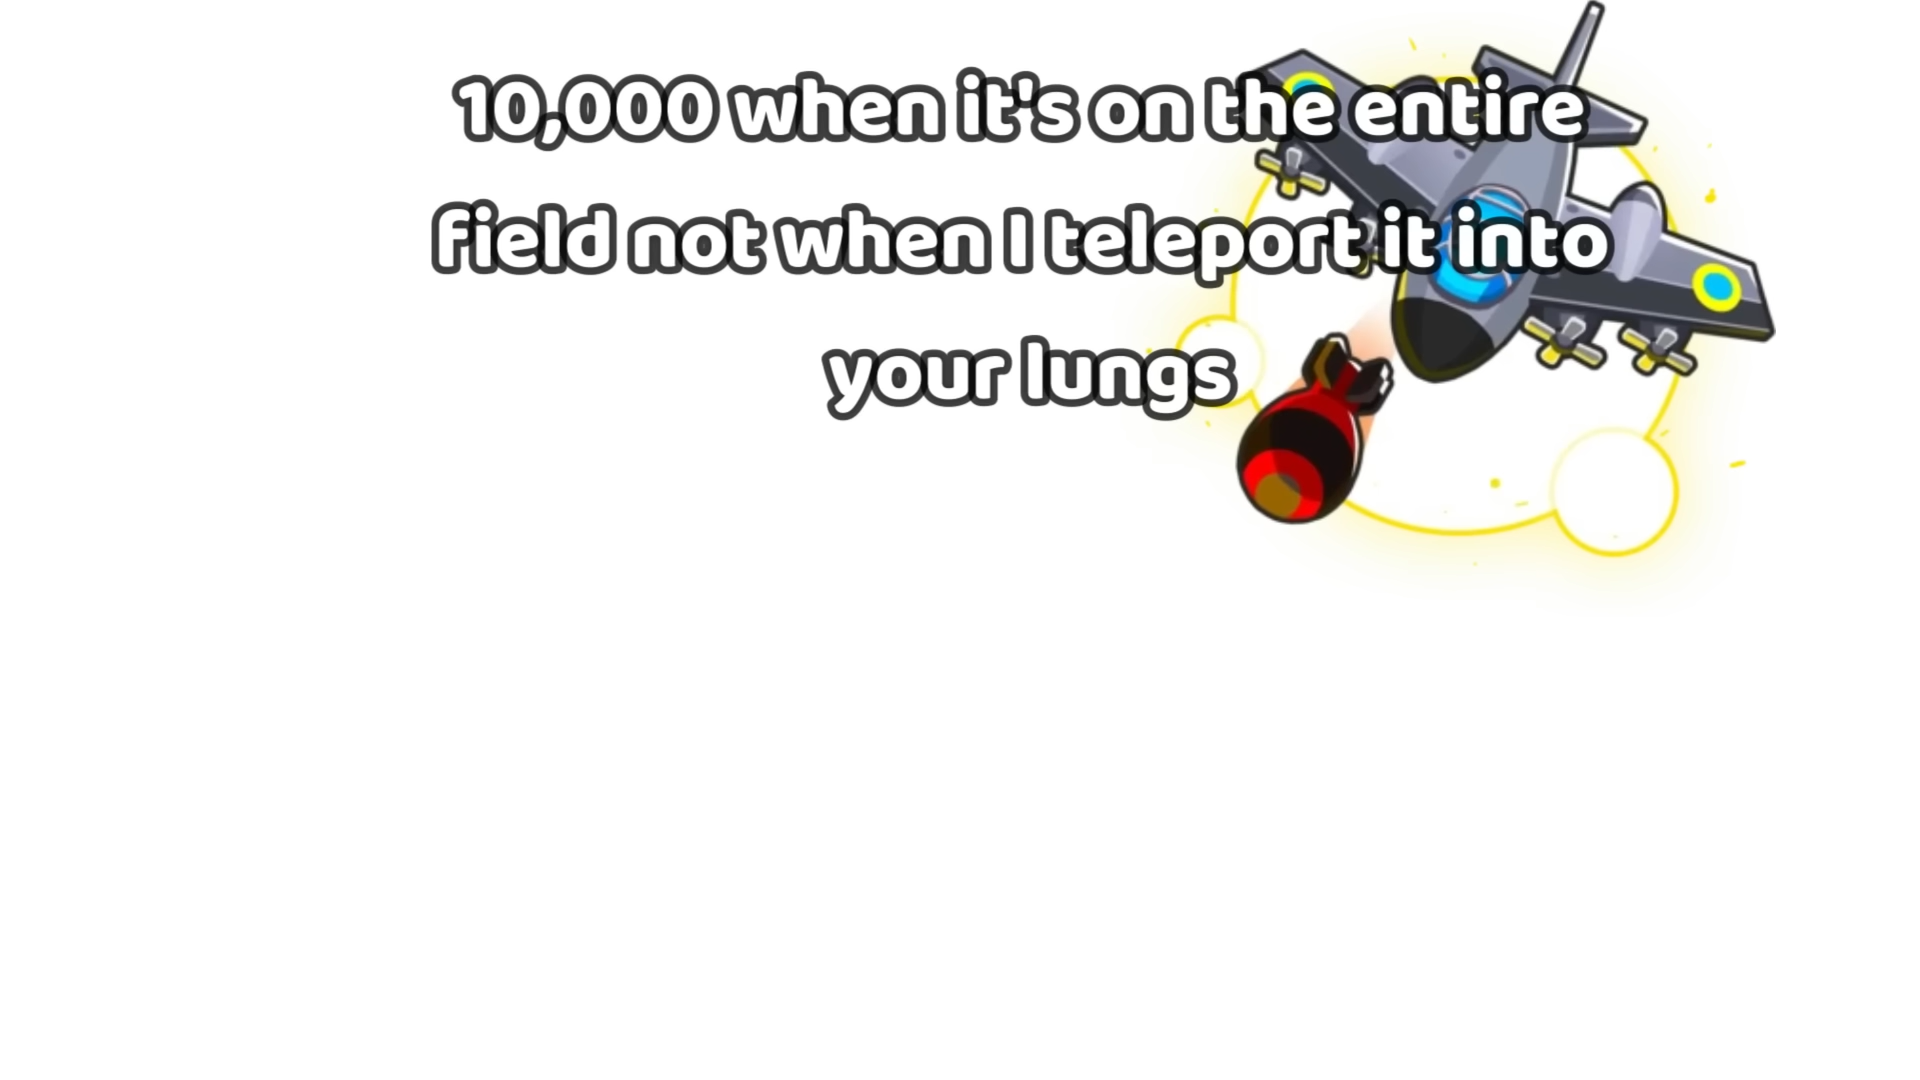 10,000 when it's on the entire
field not when I teleport it into
your lungs